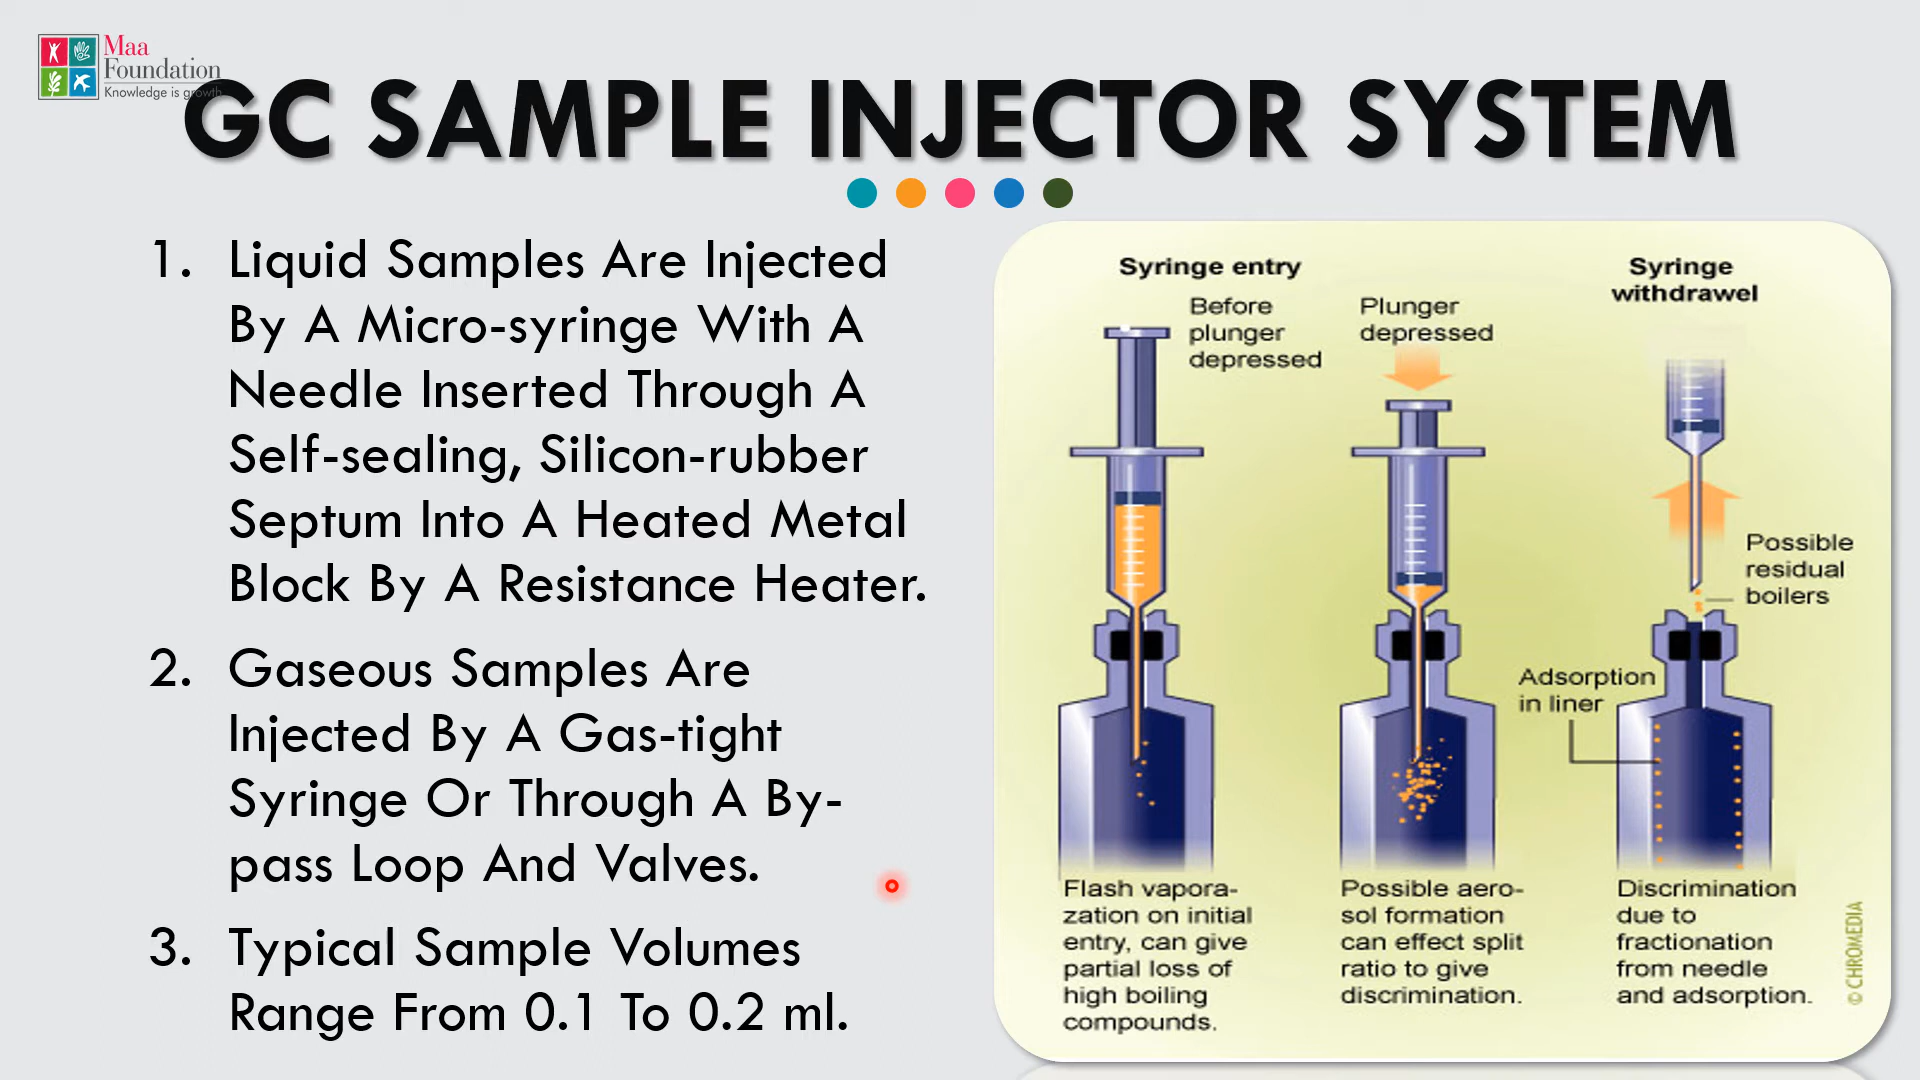 Maa
Foundation
Knowledge is growth
GC SAMPLE INJECTOR SYSTEM
1. Liquid Samples Are Injected
By A Micro-syringe With A
Needle Inserted Through A
Self-sealing, Silicon-rubber
Septum Into A Heated Metal
Block By A Resistance Heater.
2. Gaseous Samples Are
Injected By A Gas-tight
Syringe Or Through A By-
pass Loop And Valves.
3. Typical Sample Volumes
Range From 0.1 To 0.2 ml.
Syringe entry
Before
plunger
depressed
Plunger
depressed
Syringe
withdrawel
Possible
residual
boilers
Adsorption
in liner
Flash vapora-
zation on initial
entry, can give
partial loss of
high boiling
compounds.
Possible aero-
sol formation
can effect split
ratio to give
discrimination.
Discrimination
due to
fractionation
from needle
and adsorption.
© CHROMEDIA